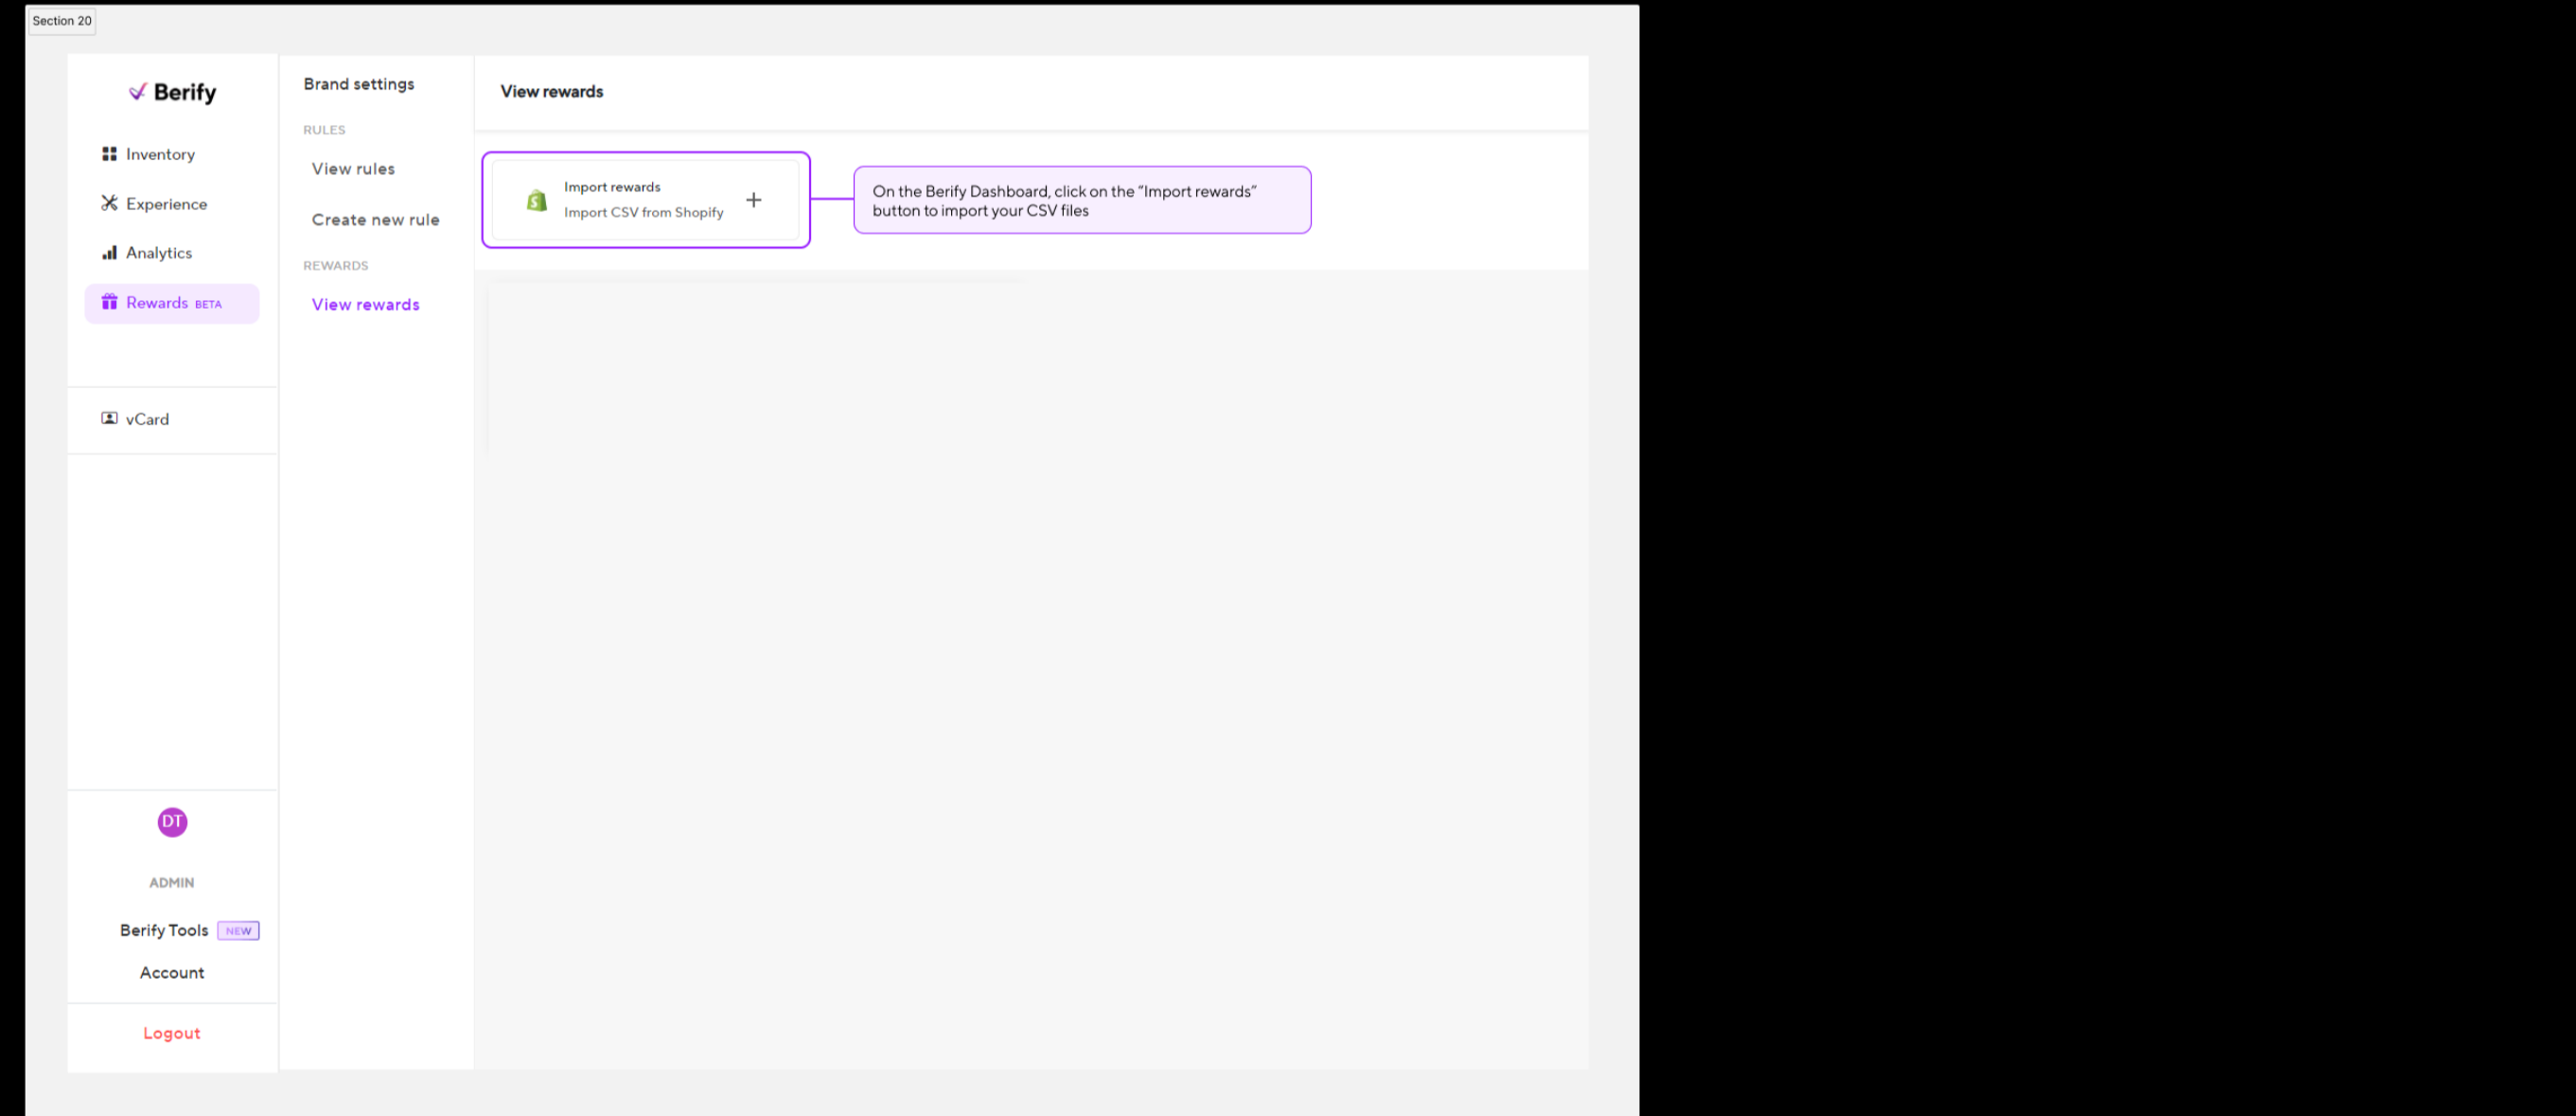 Section 20
Berify
Inventory
Experience
Analytics
Rewards BETA
vCard
DT
ADMIN
Berify Tools NEW
Account
Logout
Brand settings
RULES
View rules
Create new rule
REWARDS
View rewards
View rewards
Import rewards
Import CSV from Shopify
On the Berify Dashboard, click on the “Import rewards”
button to import your CSV files